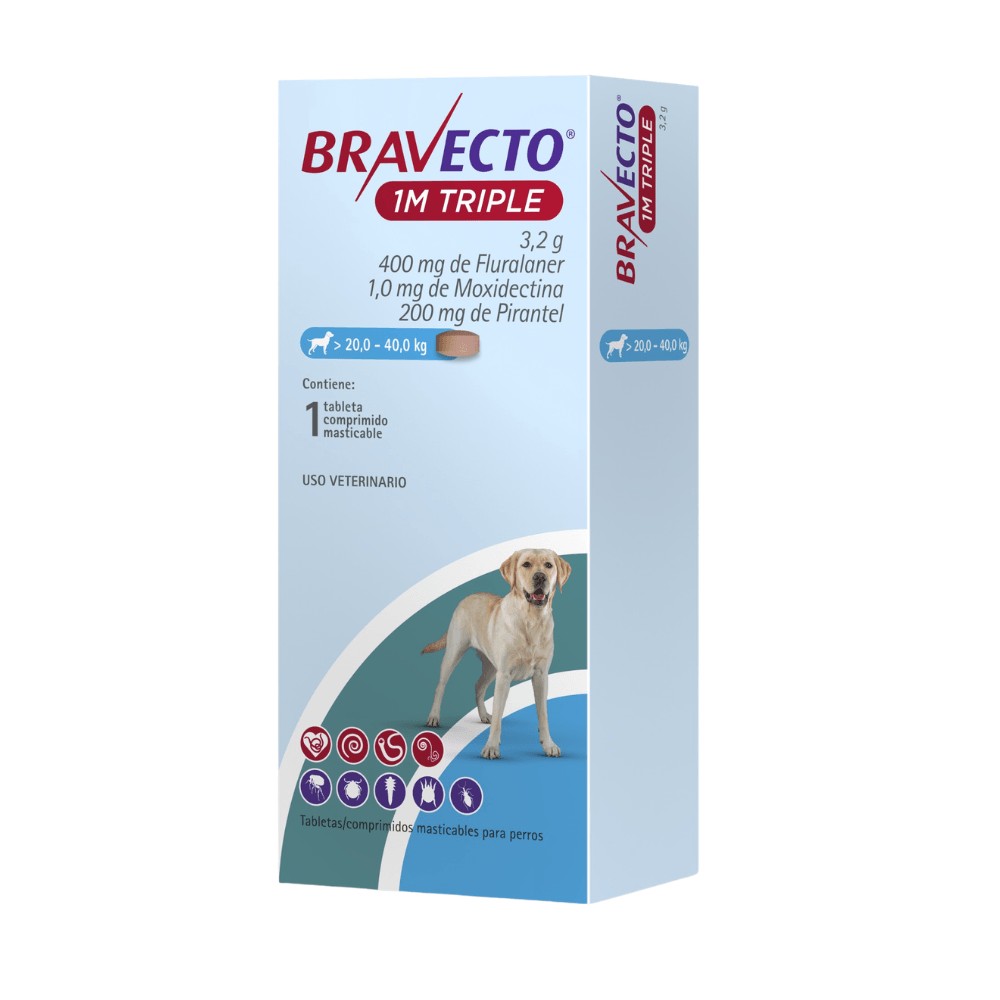 BRAVECTO®
1M TRIPLE
3,2 g
400 mg de Fluralaner
1,0 mg de Moxidectina
200 mg de Pirantel
> 20,0 - 40,0 kg
Contiene:
1 tableta
comprimido
masticable
USO VETERINARIO
Tabletas/comprimidos masticables para perros
BRAVECTO®
1M TRIPLE
3,2 g
> 20,0 - 40,0 kg